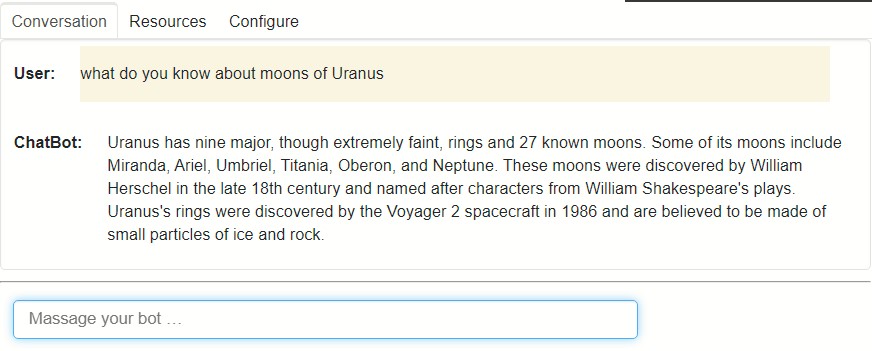 Conversation Resources Configure
User: what do you know about moons of Uranus
ChatBot: Uranus has nine major, though extremely faint, rings and 27 known moons. Some of its moons include
Miranda, Ariel, Umbriel, Titania, Oberon, and Neptune. These moons were discovered by William
Herschel in the late 18th century and named after characters from William Shakespeare's plays.
Uranus's rings were discovered by the Voyager 2 spacecraft in 1986 and are believed to be made of
small particles of ice and rock.
Massage your bot …